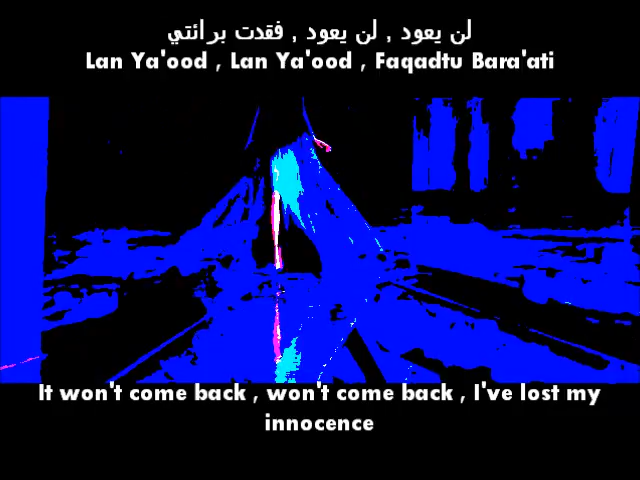 لن يعود , لن يعود , فقدت برائتي
Lan Ya'ood , Lan Ya'ood , Faqadtu Bara'ati
It won't come back , won't come back , I've lost my
innocence